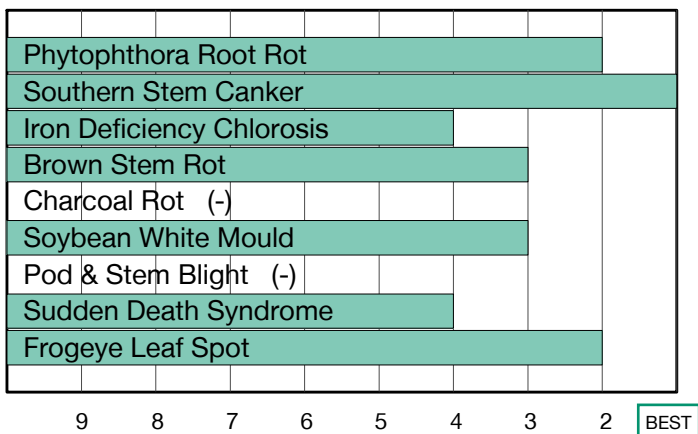 Phytophthora Root Rot
Southern Stem Canker
Iron Deficiency Chlorosis
Brown Stem Rot
Charcoal Rot (-)
Soybean White Mould
Pod & Stem Blight (-)
Sudden Death Syndrome
Frogeye Leaf Spot
9 8 7 6 5 4 3 2 BEST